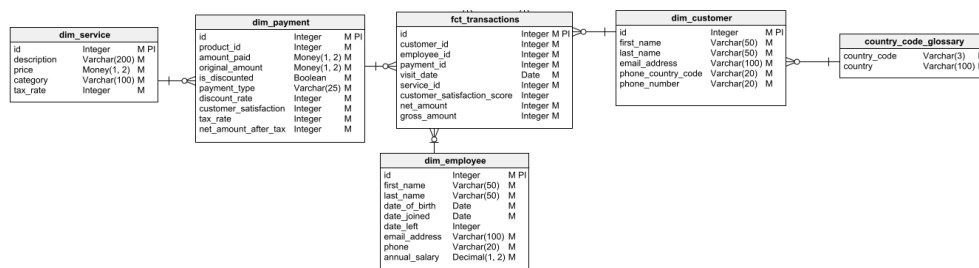 dim_service
id Integer M PI
description Varchar(200) M
price Money(1, 2) M
category Varchar(100) M
tax_rate Integer M
dim_payment
id Integer M PI
product_id Integer M
amount_paid Money(1, 2) M
original_amount Money(1, 2) M
is_discounted Boolean M
payment_type Varchar(25) M
discount_rate Integer M
customer_satisfaction Integer M
tax_rate Integer M
net_amount_after_tax Integer M
fct_transactions
id Integer M PI
customer_id Integer M
employee_id Integer M
payment_id Integer M
visit_date Date M
service_id Integer M
customer_satisfaction_score Integer
net_amount Integer M
gross_amount Integer M
dim_customer
id Integer M PI
first_name Varchar(50) M
last_name Varchar(50) M
email_address Varchar(100) M
phone_country_code Varchar(20) M
phone_number Varchar(20) M
country_code_glossary
country_code Varchar(3)
country Varchar(100)
dim_employee
id Integer M PI
first_name Varchar(50) M
last_name Varchar(50) M
date_of_birth Date M
date_joined Date M
date_left Integer
email_address Varchar(100) M
phone Varchar(20) M
annual_salary Decimal(1, 2) M